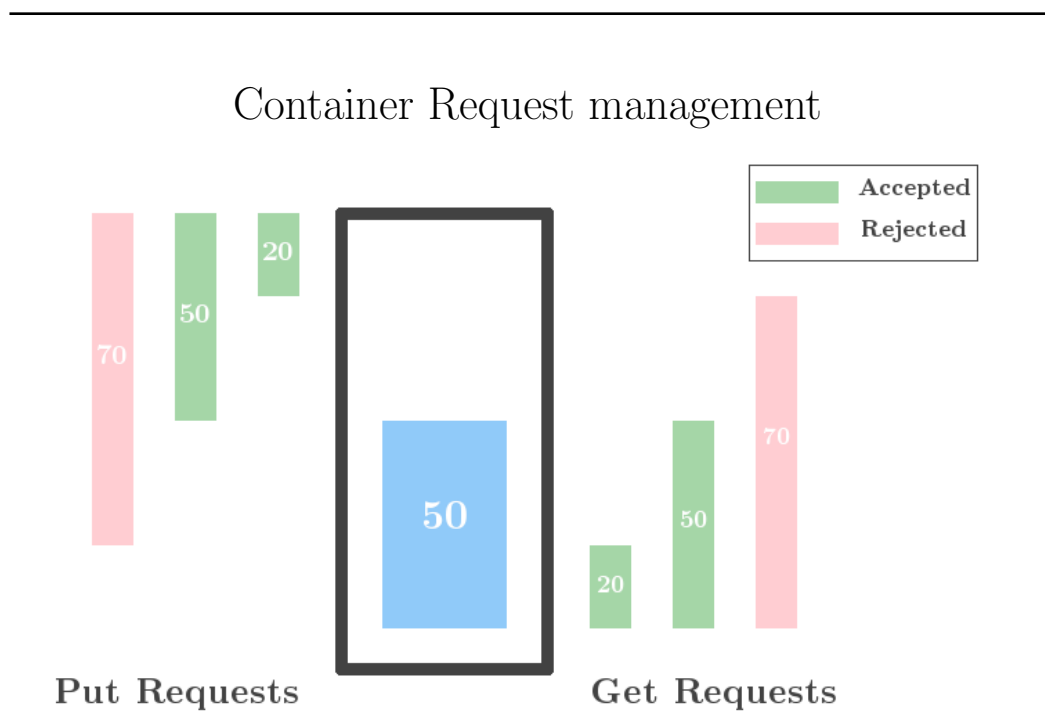 Container Request management
Accepted
Rejected
20
50
70
50
20
50
70
Put Requests
Get Requests